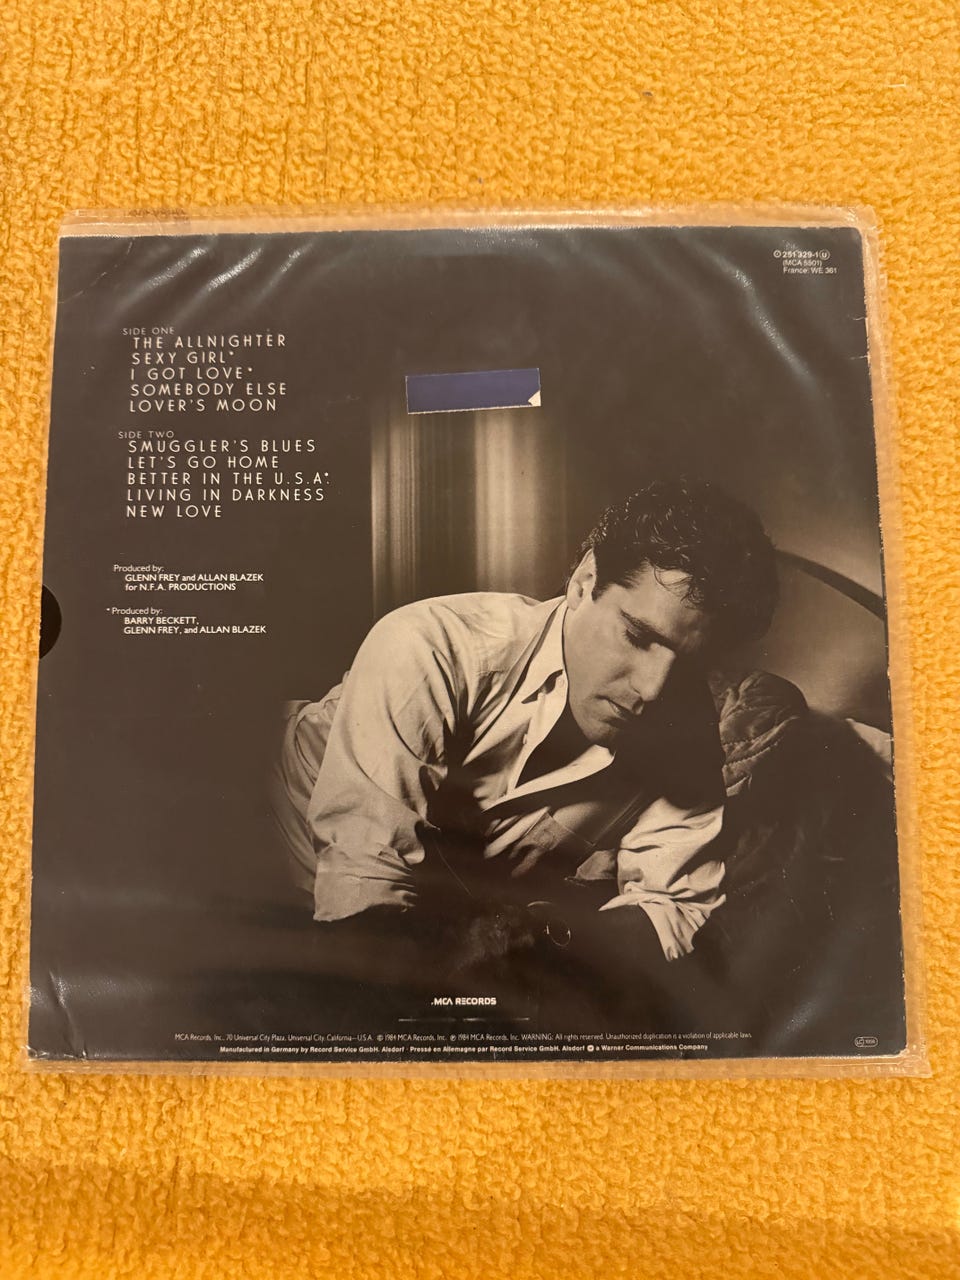 ℗ 251 329-1 Ⓤ
(MCA 5501)
France: WE 361
SIDE ONE
THE ALLNIGHTER
SEXY GIRL*
I GOT LOVE*
SOMEBODY ELSE
LOVER'S MOON
SIDE TWO
SMUGGLER'S BLUES
LET'S GO HOME
BETTER IN THE U.S.A.*
LIVING IN DARKNESS
NEW LOVE
Produced by:
GLENN FREY and ALLAN BLAZEK
for N.F.A. PRODUCTIONS
*Produced by:
BARRY BECKETT,
GLENN FREY, and ALLAN BLAZEK
.MCA RECORDS
MCA Records, Inc., 70 Universal City Plaza, Universal City, California—U.S.A. © 1984 MCA Records, Inc. ℗ 1984 MCA Records, Inc. WARNING: All rights reserved. Unauthorized duplication is a violation of applicable laws.
Manufactured in Germany by Record Service GmbH. Alsdorf · Pressé en Allemagne par Record Service GmbH. Alsdorf a Warner Communications Company